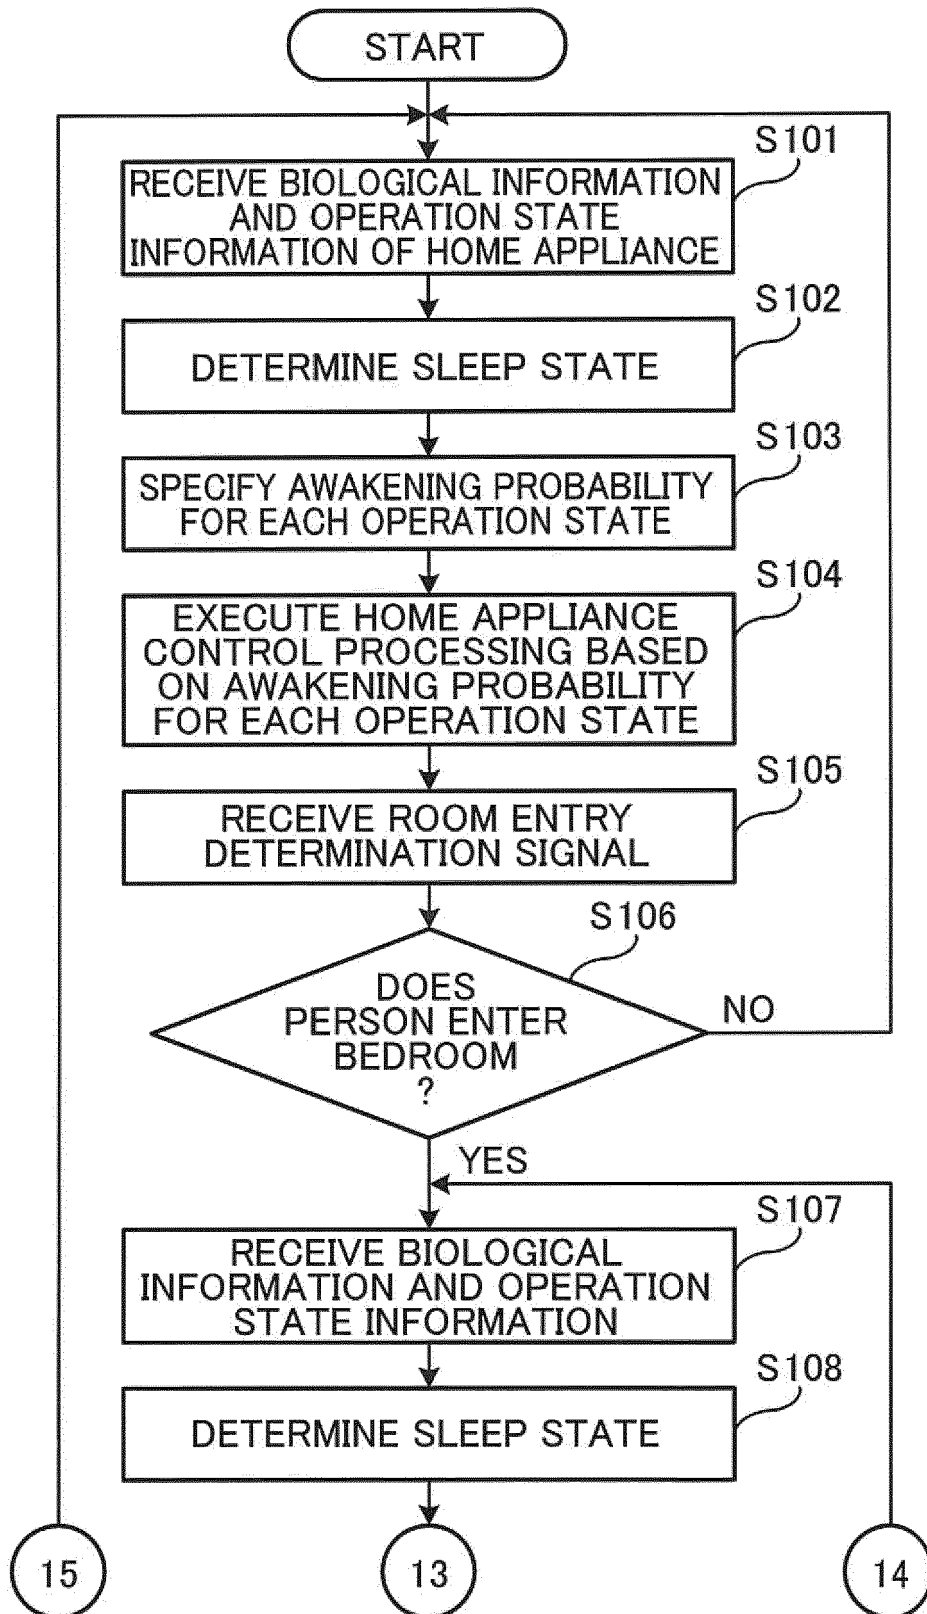 START
S101
RECEIVE BIOLOGICAL INFORMATION
AND OPERATION STATE
INFORMATION OF HOME APPLIANCE
S102
DETERMINE SLEEP STATE
S103
SPECIFY AWAKENING PROBABILITY
FOR EACH OPERATION STATE
S104
EXECUTE HOME APPLIANCE
CONTROL PROCESSING BASED
ON AWAKENING PROBABILITY
FOR EACH OPERATION STATE
S105
RECEIVE ROOM ENTRY
DETERMINATION SIGNAL
S106
DOES
PERSON ENTER
BEDROOM
?
NO
YES
S107
RECEIVE BIOLOGICAL
INFORMATION AND OPERATION
STATE INFORMATION
S108
DETERMINE SLEEP STATE
15
13
14